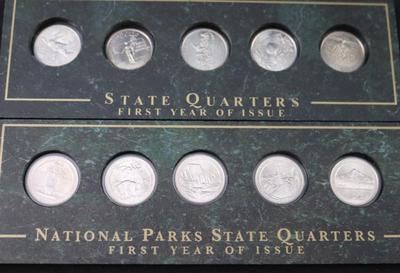 STATE QUARTERS
FIRST YEAR OF ISSUE
NATIONAL PARKS STATE QUARTERS
FIRST YEAR OF ISSUE